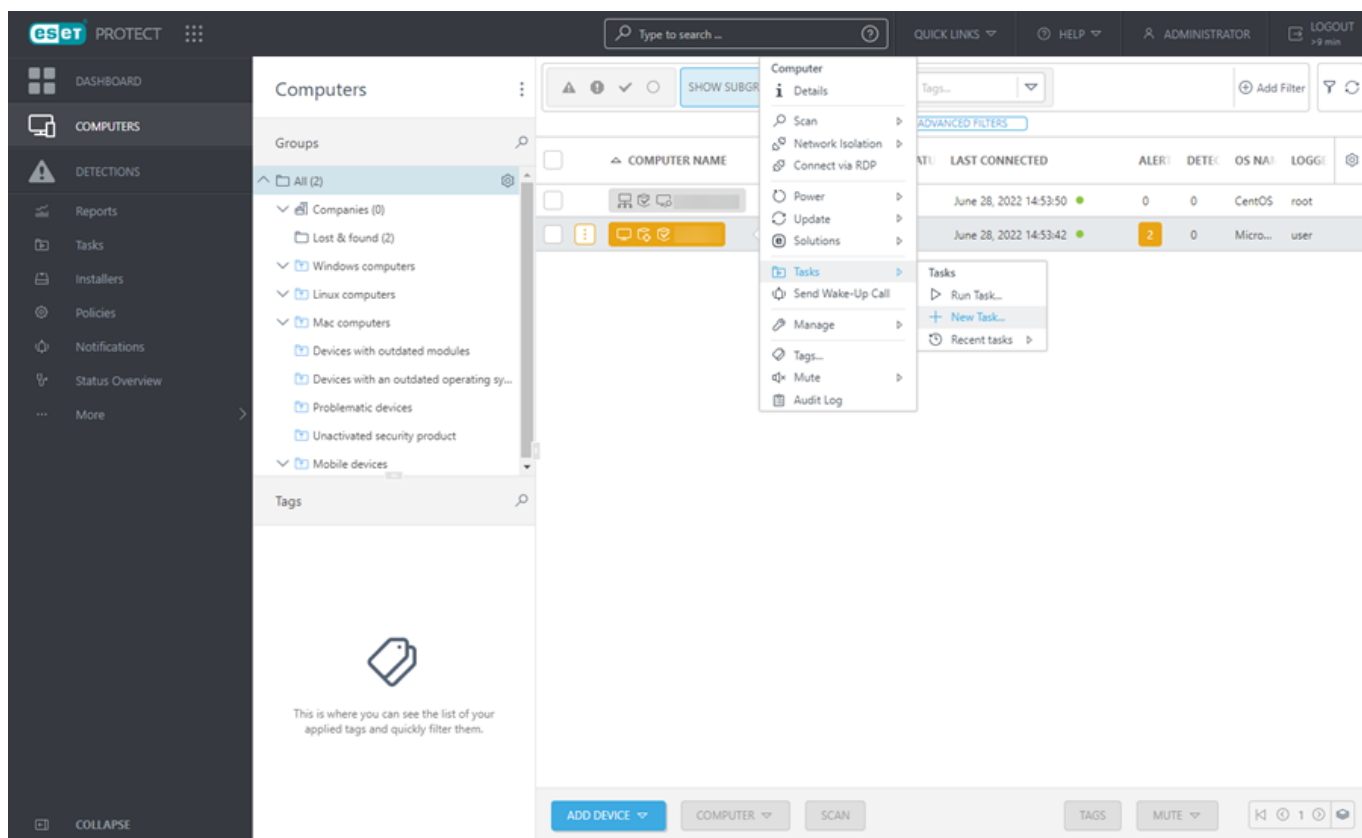 eset PROTECT
Type to search ...
QUICK LINKS
HELP
ADMINISTRATOR
LOGOUT
>9 min
DASHBOARD
COMPUTERS
DETECTIONS
Reports
Tasks
Installers
Policies
Notifications
Status Overview
More
COLLAPSE
Computers
Groups
All (2)
Companies (0)
Lost & found (2)
Windows computers
Linux computers
Mac computers
Devices with outdated modules
Devices with an outdated operating sy...
Problematic devices
Unactivated security product
Mobile devices
Tags
This is where you can see the list of your
applied tags and quickly filter them.
SHOW SUBGR
Tags...
Add Filter
ADVANCED FILTERS
COMPUTER NAME
ATU
LAST CONNECTED
ALERT
DETEC
OS NAM
LOGGE
June 28, 2022 14:53:50
0
0
CentOS
root
June 28, 2022 14:53:42
2
0
Micro...
user
Computer
Details
Scan
Network Isolation
Connect via RDP
Power
Update
Solutions
Tasks
Send Wake-Up Call
Manage
Tags...
Mute
Audit Log
Tasks
Run Task...
New Task...
Recent tasks
ADD DEVICE
COMPUTER
SCAN
TAGS
MUTE
1